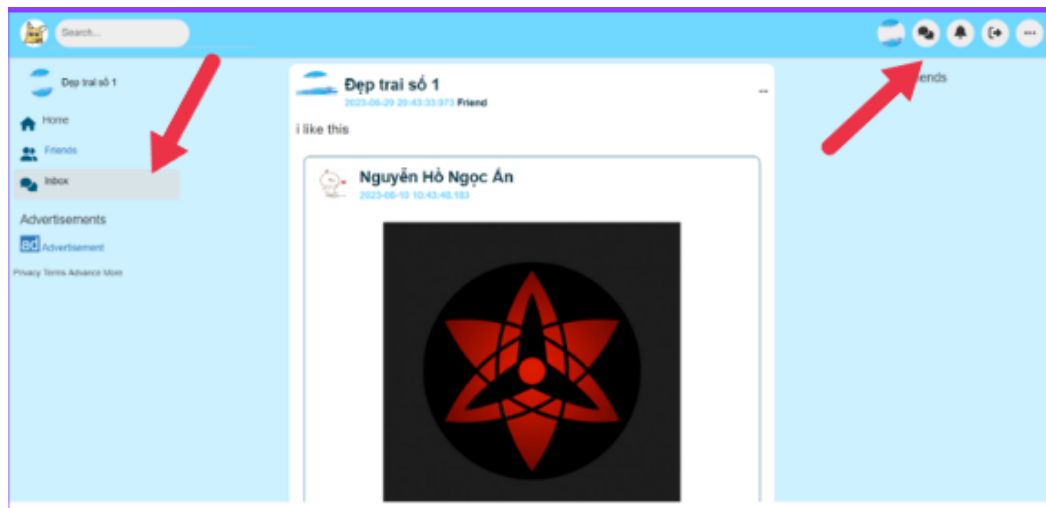 Search...
Đẹp trai số 1
Home
Friends
Inbox
Advertisements
ad Advertisement
Privacy Terms Advance More
Đẹp trai số 1
...
2023-06-29 20:43:33.973 Friend
i like this
Nguyễn Hồ Ngọc Ấn
2023-06-10 10:43:48.183